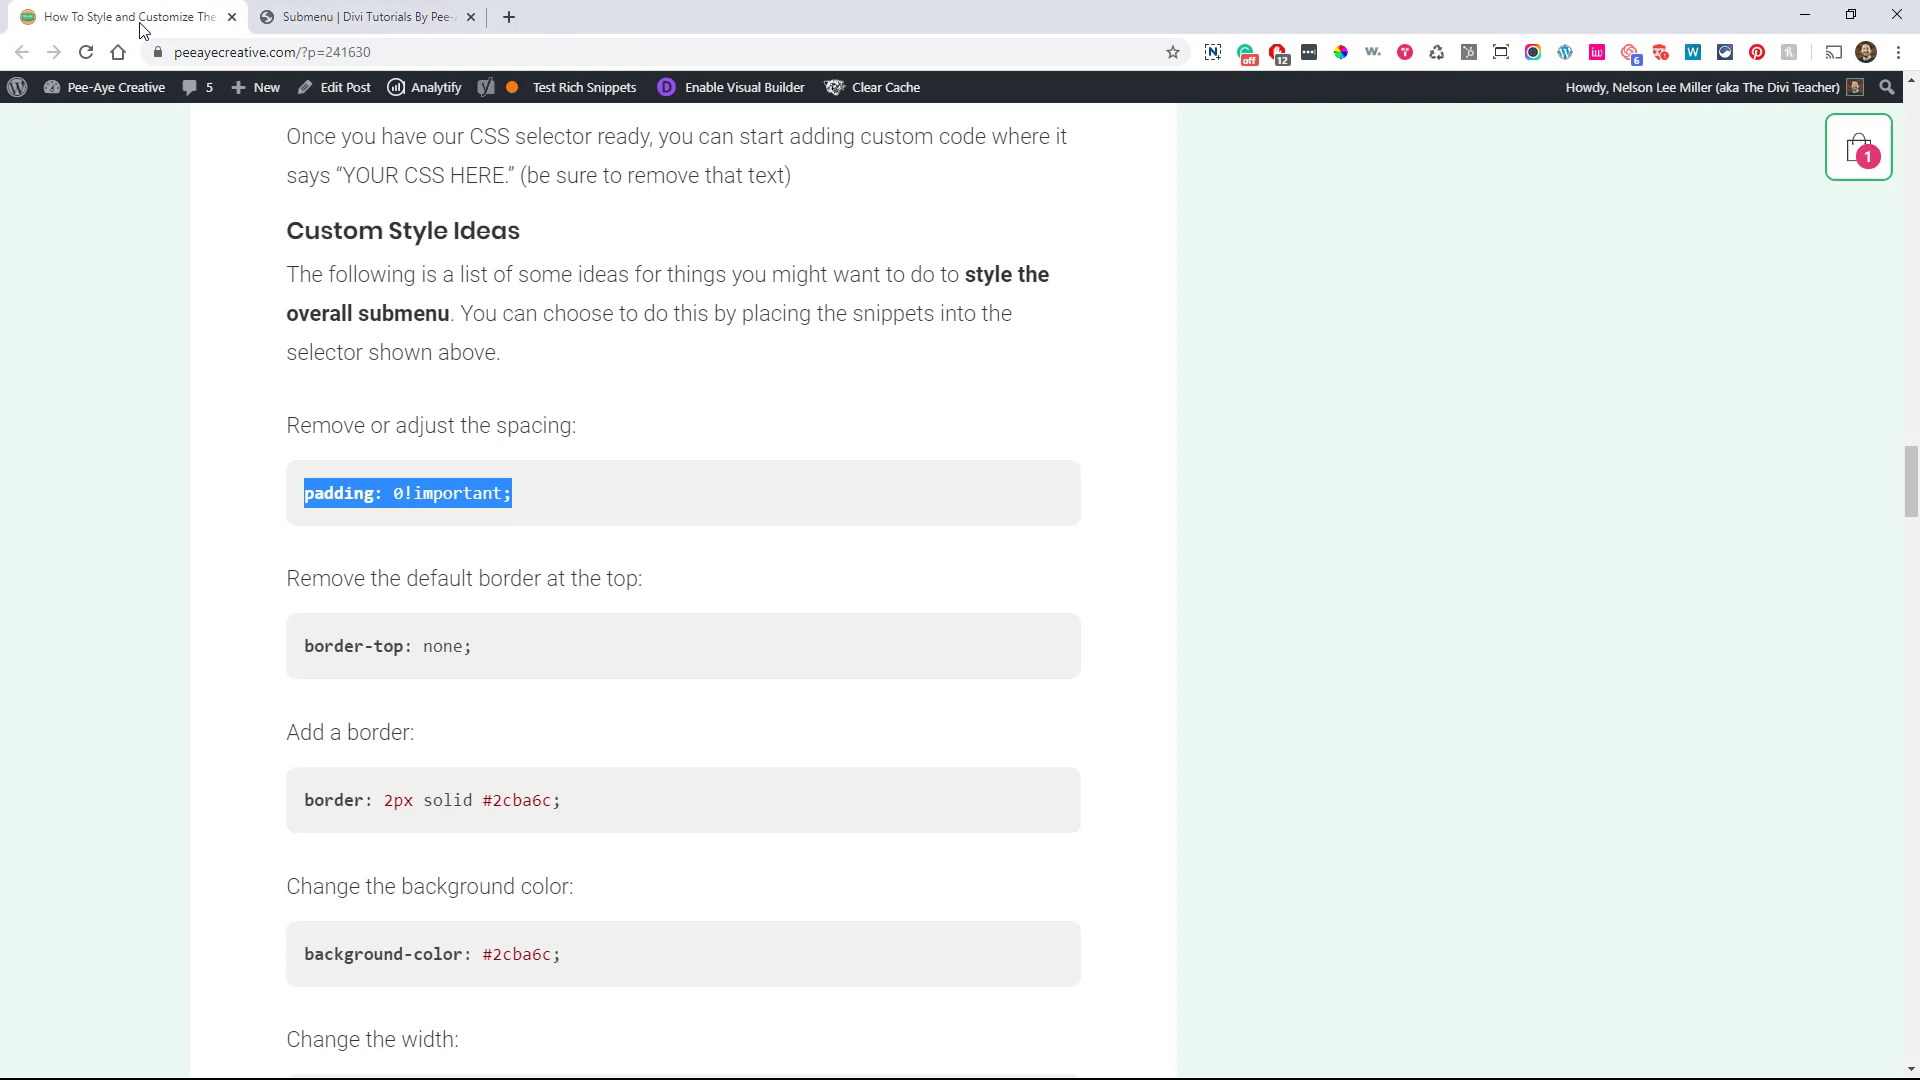 How To Style and Customize The
Submenu | Divi Tutorials By Pee-
peeayecreative.com/?p=241630
off
12
6
Pee-Aye Creative
5
New
Edit Post
Analytify
Test Rich Snippets
Enable Visual Builder
Clear Cache
Howdy, Nelson Lee Miller (aka The Divi Teacher)
1
Once you have our CSS selector ready, you can start adding custom code where it
says “YOUR CSS HERE.” (be sure to remove that text)
Custom Style Ideas
The following is a list of some ideas for things you might want to do to style the
overall submenu. You can choose to do this by placing the snippets into the
selector shown above.
Remove or adjust the spacing:
padding: 0!important;
Remove the default border at the top:
border-top: none;
Add a border:
border: 2px solid #2cba6c;
Change the background color:
background-color: #2cba6c;
Change the width: